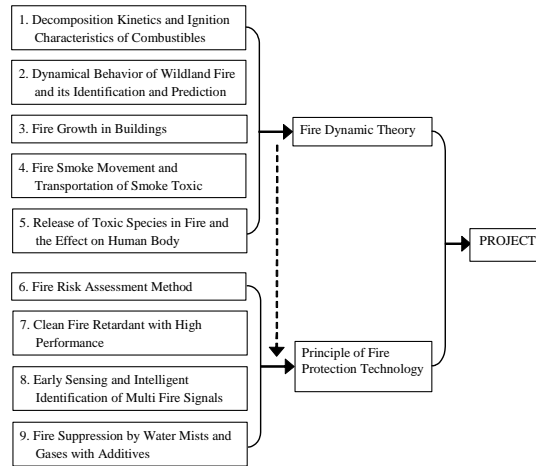 1. Decomposition Kinetics and Ignition
Characteristics of Combustibles
2. Dynamical Behavior of Wildland Fire
and its Identification and Prediction
3. Fire Growth in Buildings
4. Fire Smoke Movement and
Transportation of Smoke Toxic
5. Release of Toxic Species in Fire and
the Effect on Human Body
6. Fire Risk Assessment Method
7. Clean Fire Retardant with High
Performance
8. Early Sensing and Intelligent
Identification of Multi Fire Signals
9. Fire Suppression by Water Mists and
Gases with Additives
Fire Dynamic Theory
Principle of Fire
Protection Technology
PROJECT